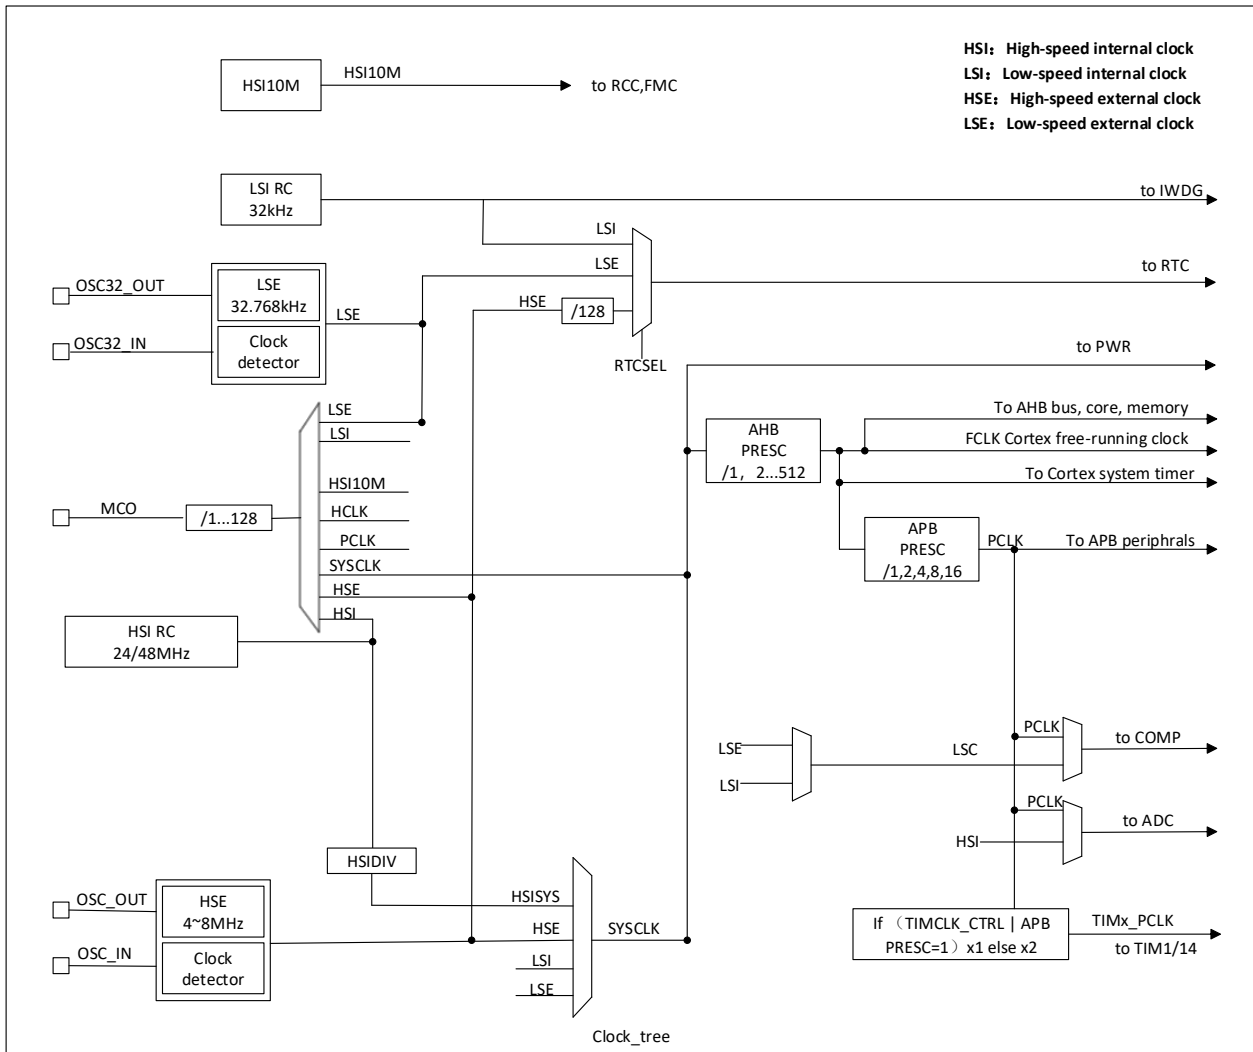 HSI：High-speed internal clock
LSI：Low-speed internal clock
HSE：High-speed external clock
LSE：Low-speed external clock
HSI10M
HSI10M
to RCC,FMC
LSI RC
32kHz
to IWDG
LSI
LSE
HSE
/128
to RTC
RTCSEL
OSC32_OUT
OSC32_IN
LSE
32.768kHz
Clock
detector
LSE
to PWR
LSE
LSI
HSI10M
HCLK
PCLK
SYSCLK
HSE
HSI
MCO
/1...128
AHB
PRESC
/1，2...512
To AHB bus, core, memory
FCLK Cortex free-running clock
To Cortex system timer
APB
PRESC
/1,2,4,8,16
PCLK
To APB periphrals
HSI RC
24/48MHz
LSE
LSI
LSC
PCLK
to COMP
PCLK
HSI
to ADC
HSIDIV
OSC_OUT
OSC_IN
HSE
4~8MHz
Clock
detector
HSISYS
HSE
LSI
LSE
SYSCLK
If （TIMCLK_CTRL | APB
PRESC=1）x1 else x2
TIMx_PCLK
to TIM1/14
Clock_tree